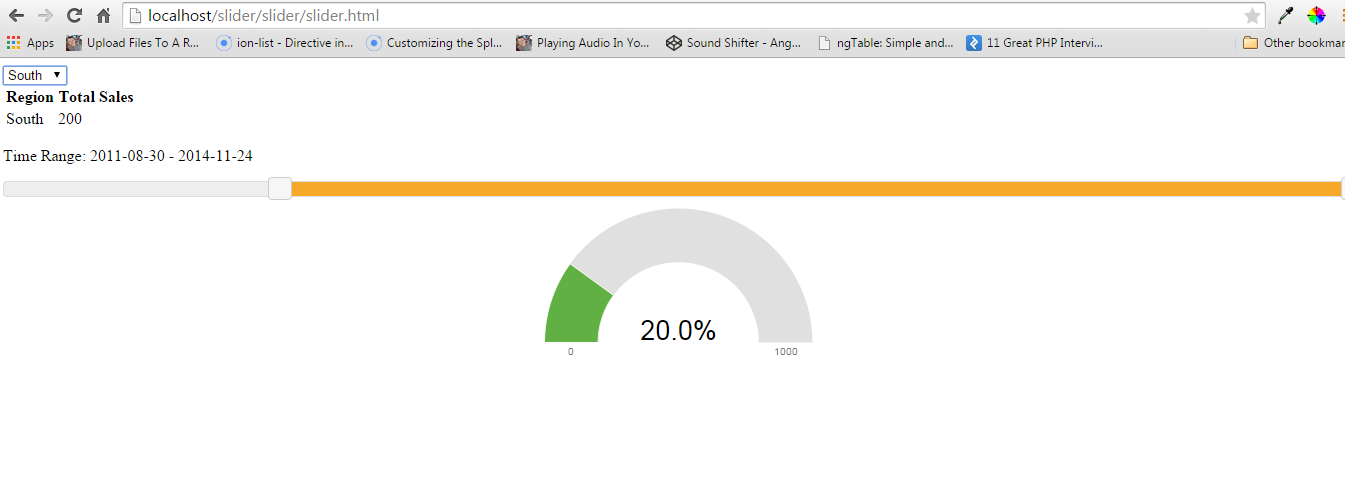 localhost/slider/slider/slider.html
Apps Upload Files To A R... ion-list - Directive in... Customizing the Spl... Playing Audio In Yo... Sound Shifter - Ang... ngTable: Simple and... 11 Great PHP Intervi... Other bookmar
South
Region Total Sales
South 200
Time Range: 2011-08-30 - 2014-11-24
20.0%
0 1000